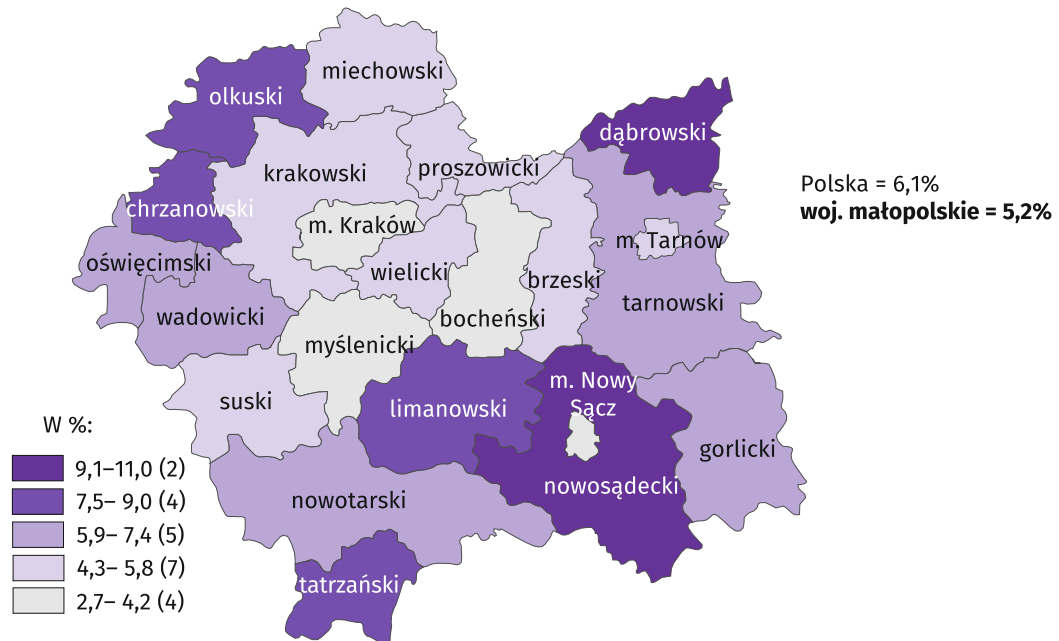 miechowski
olkuski
dąbrowski
proszowicki
krakowski
Polska = 6,1%
woj. małopolskie = 5,2%
chrzanowski
m. Kraków
m. Tarnów
oświęcimski
wielicki
brzeski
tarnowski
wadowicki
bocheński
myślenicki
m. Nowy
Sącz
suski
limanowski
gorlicki
nowosądecki
nowotarski
tatrzański
W %:
9,1–11,0 (2)
7,5– 9,0 (4)
5,9– 7,4 (5)
4,3– 5,8 (7)
2,7– 4,2 (4)